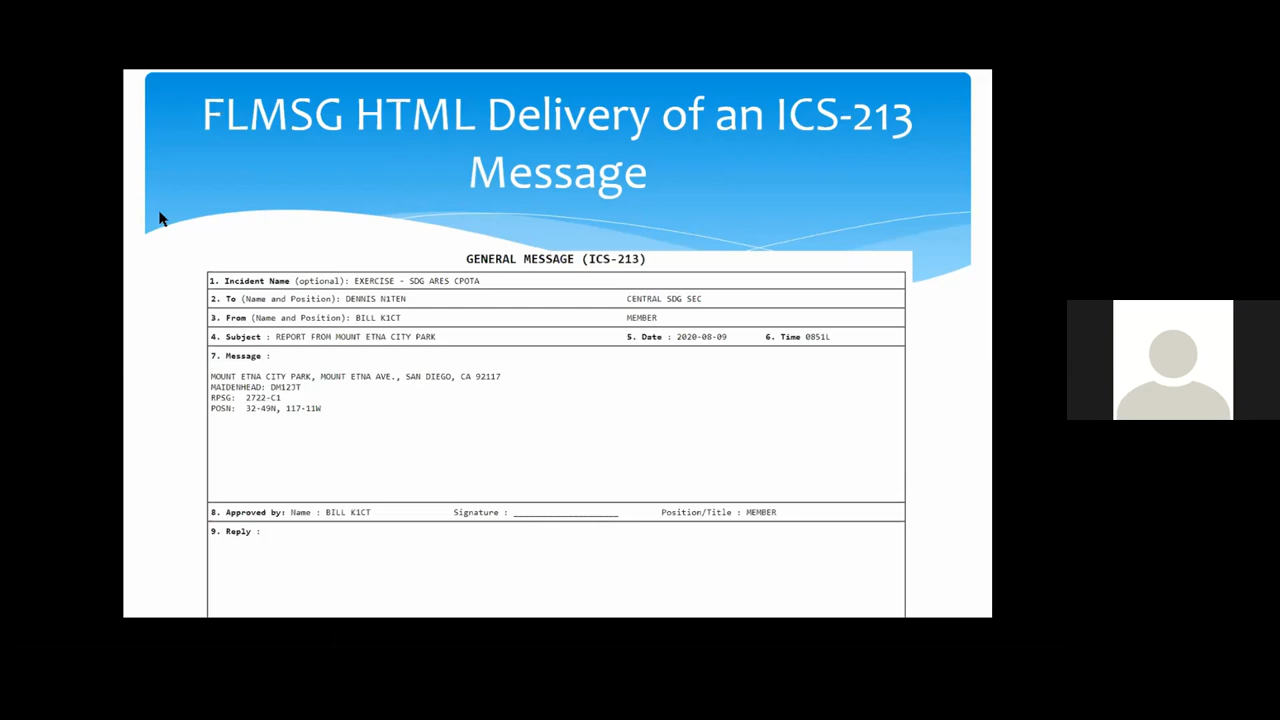 FLMSG HTML Delivery of an ICS-213
Message
GENERAL MESSAGE (ICS-213)
1. Incident Name (optional): EXERCISE - SDG ARES CPOTA
2. To (Name and Position): DENNIS N1TEN CENTRAL SDG SEC
3. From (Name and Position): BILL K1CT MEMBER
4. Subject : REPORT FROM MOUNT ETNA CITY PARK 5. Date : 2020-08-09 6. Time 0851L
7. Message :
MOUNT ETNA CITY PARK, MOUNT ETNA AVE., SAN DIEGO, CA 92117
MAIDENHEAD: DM12JT
RPSG: 2722-C1
POSN: 32-49N, 117-11W
8. Approved by: Name : BILL K1CT Signature : ____________________ Position/Title : MEMBER
9. Reply :